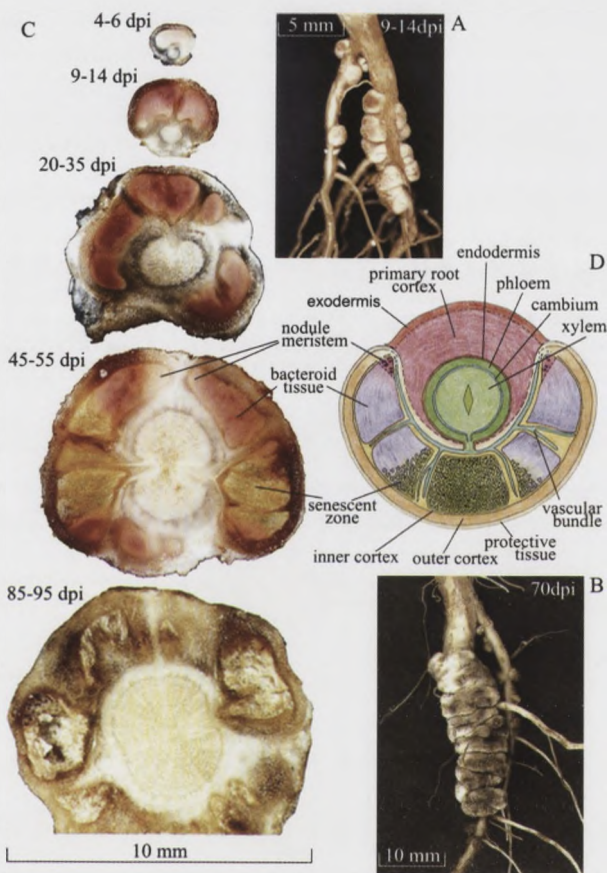 C
4-6 dpi
9-14 dpi
20-35 dpi
45-55 dpi
85-95 dpi
10 mm
5 mm
9-14dpi
A
D
endodermis
phloem
cambium
xylem
primary root
cortex
exodermis
nodule
meristem
bacteroid
tissue
senescent
zone
inner cortex
outer cortex
protective
tissue
vascular
bundle
70dpi
B
10 mm